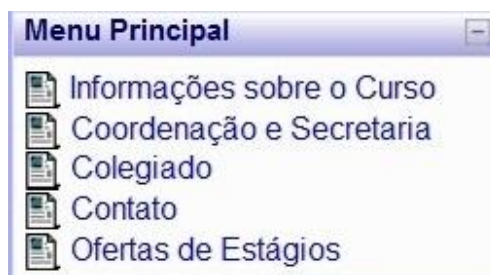 Menu Principal
Informações sobre o Curso
Coordenação e Secretaria
Colegiado
Contato
Ofertas de Estágios